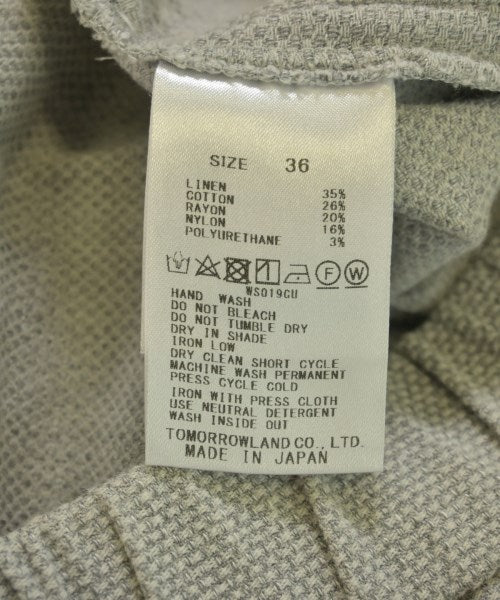 SIZE 36
LINEN 35%
COTTON 26%
RAYON 20%
NYLON 16%
POLYURETHANE 3%
F W
WS019GU
HAND WASH
DO NOT BLEACH
DO NOT TUMBLE DRY
DRY IN SHADE
IRON LOW
DRY CLEAN SHORT CYCLE
MACHINE WASH PERMANENT
PRESS CYCLE COLD
IRON WITH PRESS CLOTH
USE NEUTRAL DETERGENT
WASH INSIDE OUT
TOMORROWLAND CO., LTD.
MADE IN JAPAN